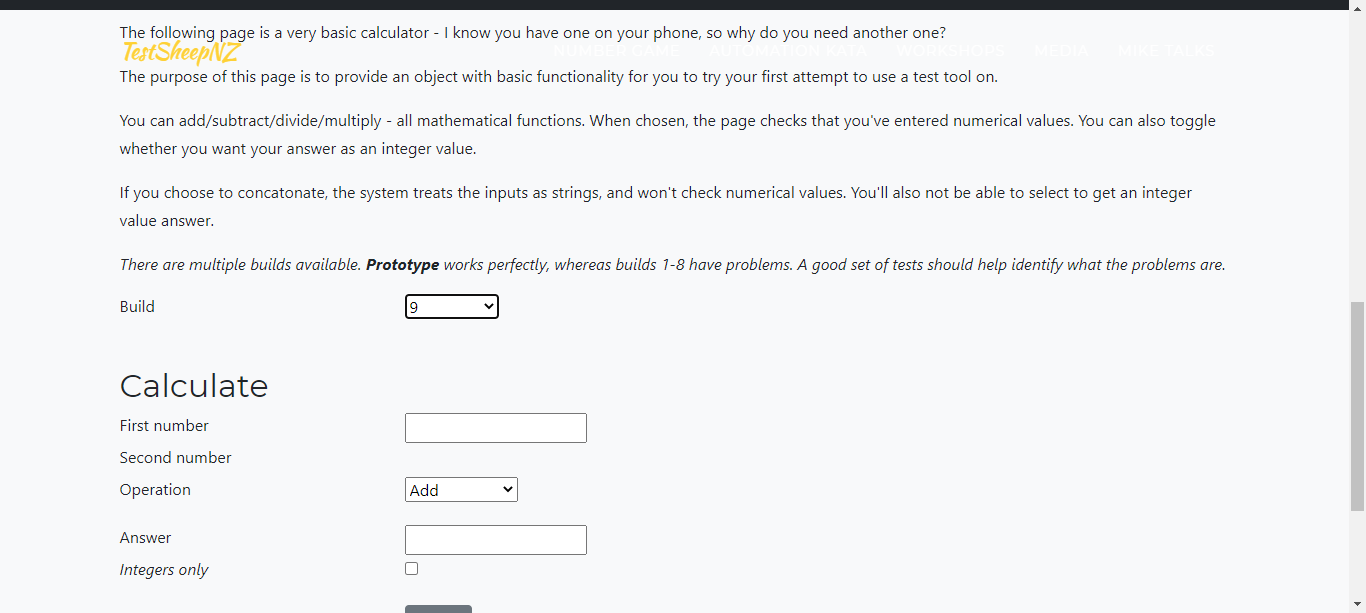 The following page is a very basic calculator - I know you have one on your phone, so why do you need another one?
TestSheepNZ NUMBER GAME AUTOMATION WORKSHOPS MEDIA MIKE TALKS
The purpose of this page is to provide an object with basic functionality for you to try your first attempt to use a test tool on.
You can add/subtract/divide/multiply - all mathematical functions. When chosen, the page checks that you've entered numerical values. You can also toggle
whether you want your answer as an integer value.
If you choose to concatonate, the system treats the inputs as strings, and won't check numerical values. You'll also not be able to select to get an integer
value answer.
There are multiple builds available. Prototype works perfectly, whereas builds 1-8 have problems. A good set of tests should help identify what the problems are.
Build 9
Calculate
First number
Second number
Operation Add
Answer
Integers only